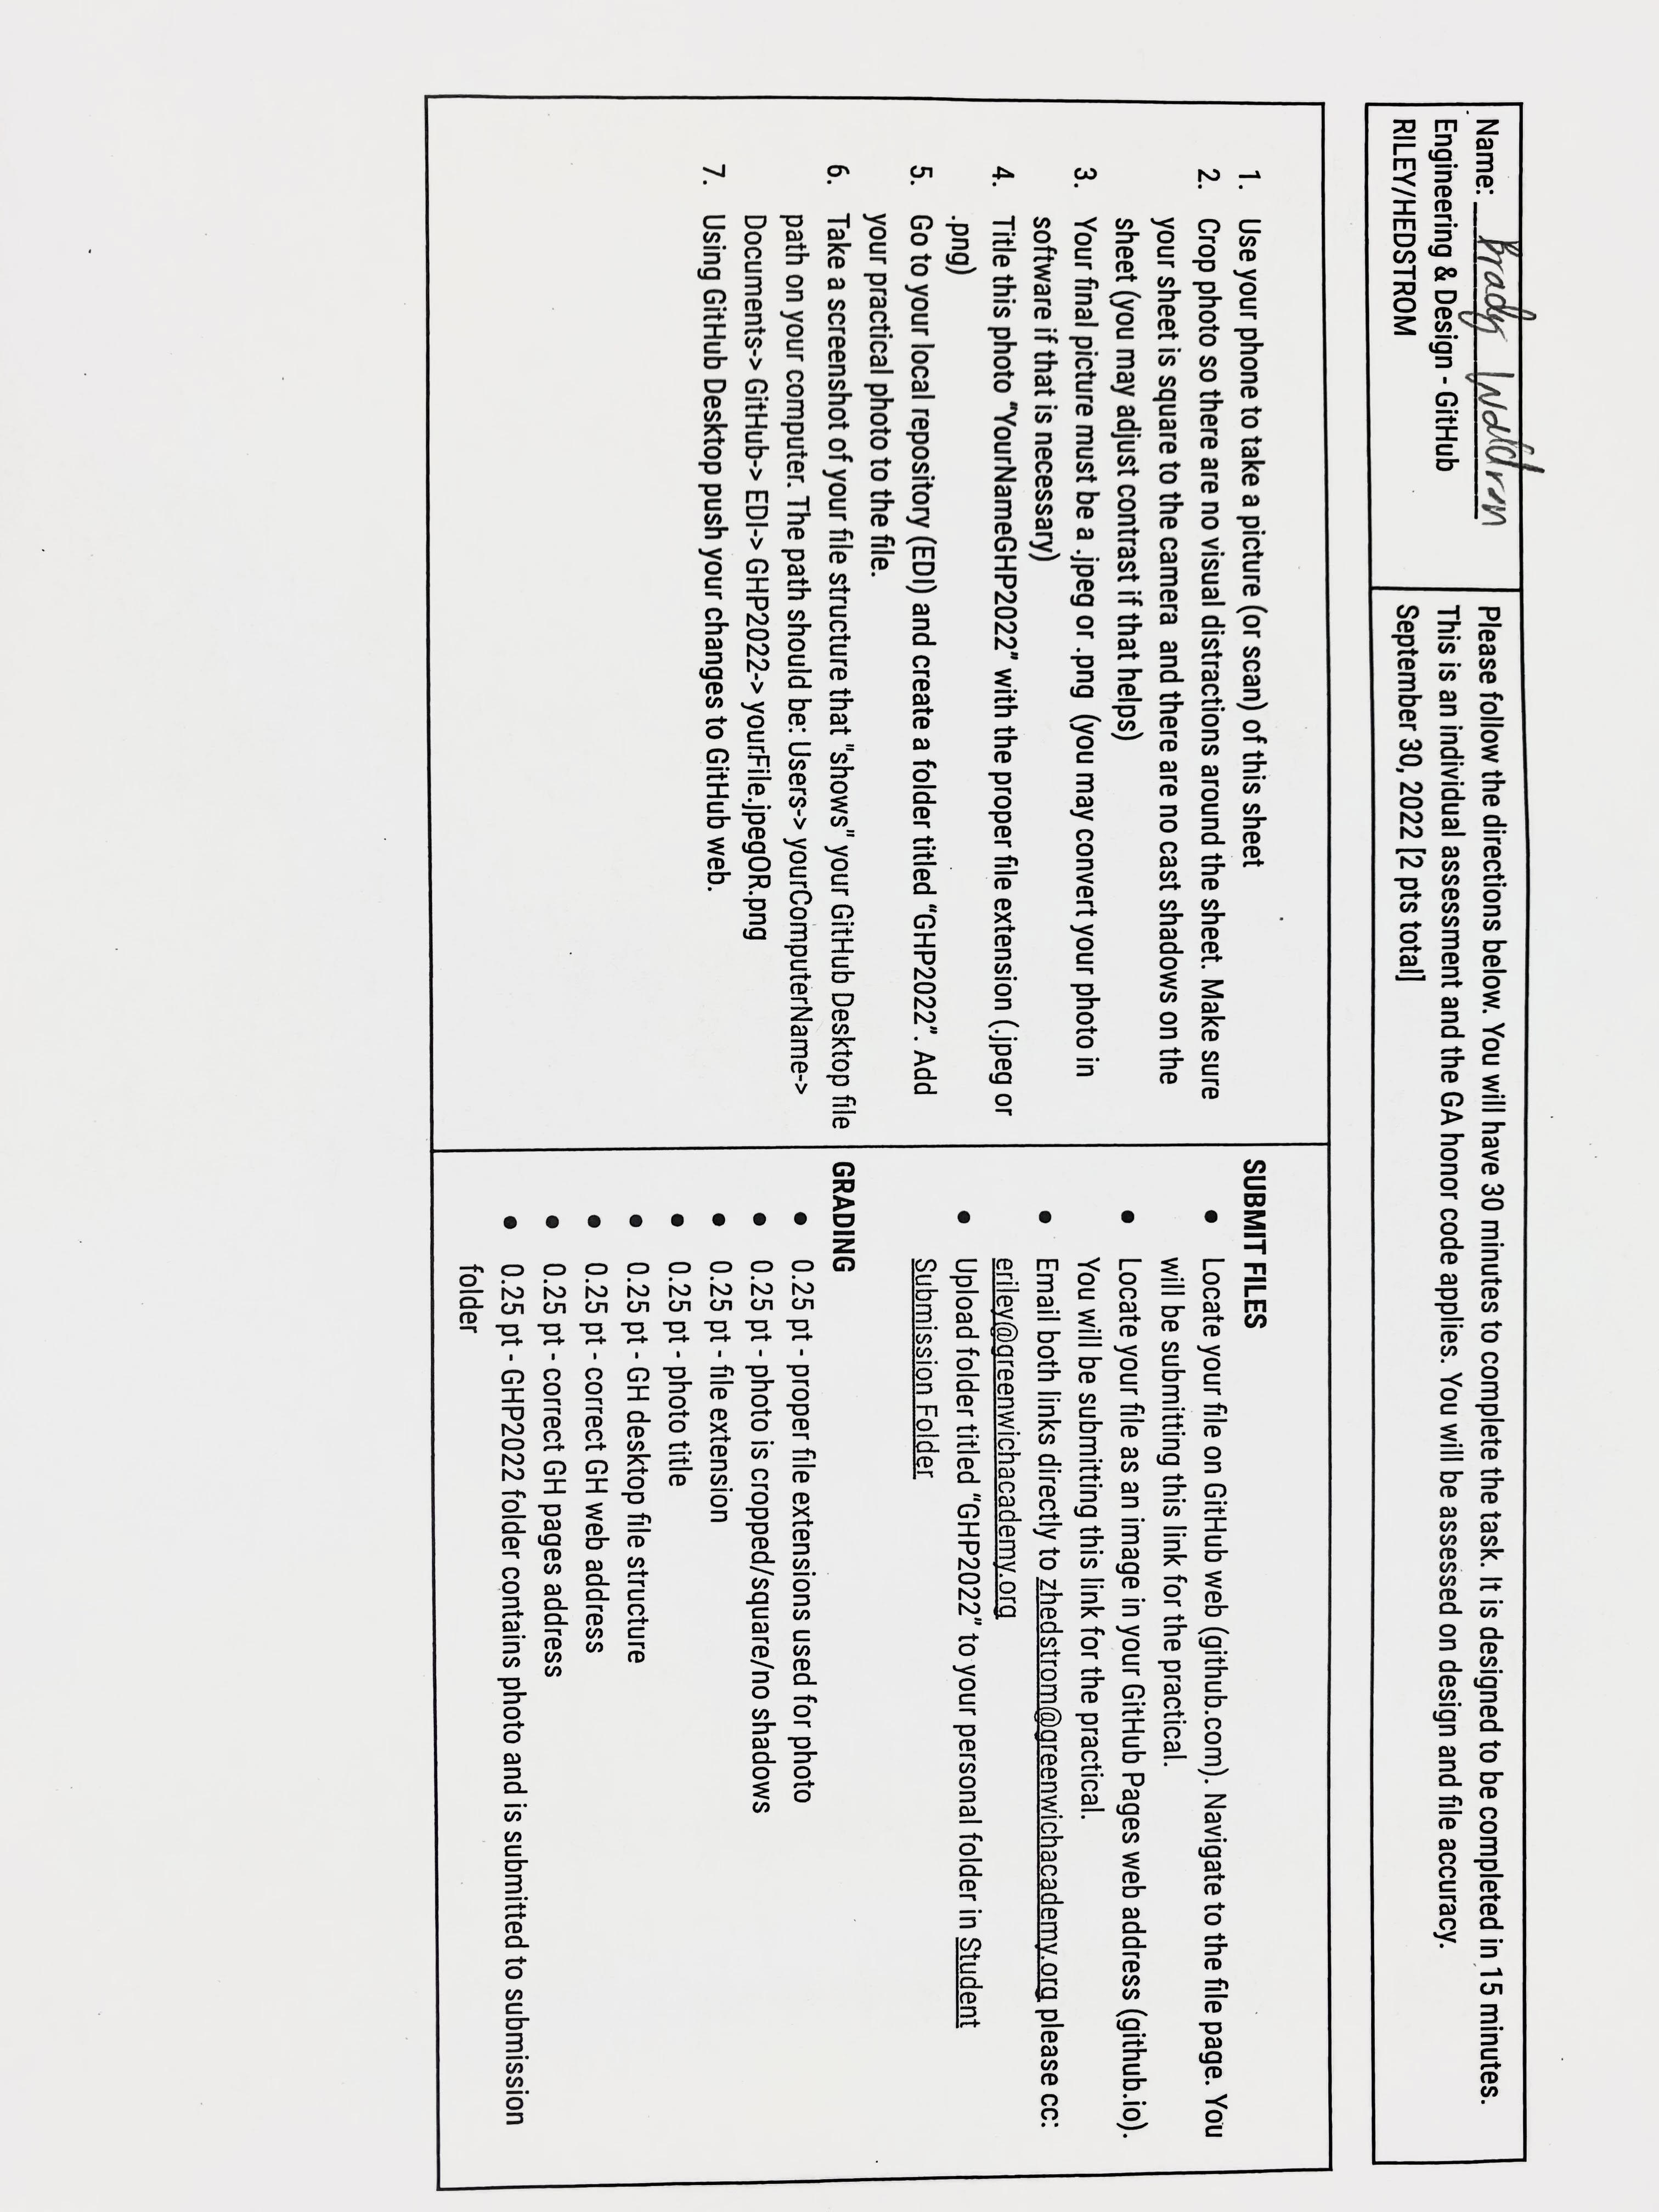 Name: Brady Waldron
Engineering & Design - GitHub
RILEY/HEDSTROM
Please follow the directions below. You will have 30 minutes to complete the task. It is designed to be completed in 15 minutes.
This is an individual assessment and the GA honor code applies. You will be assessed on design and file accuracy.
September 30, 2022 [2 pts total]
1. Use your phone to take a picture (or scan) of this sheet
2. Crop photo so there are no visual distractions around the sheet. Make sure
your sheet is square to the camera and there are no cast shadows on the
sheet (you may adjust contrast if that helps)
3. Your final picture must be a .jpeg or .png (you may convert your photo in
software if that is necessary)
4. Title this photo “YourNameGHP2022” with the proper file extension (.jpeg or
.png)
5. Go to your local repository (EDI) and create a folder titled “GHP2022”. Add
your practical photo to the file.
6. Take a screenshot of your file structure that "shows" your GitHub Desktop file
path on your computer. The path should be: Users-> yourComputerName->
Documents-> GitHub-> EDI-> GHP2022-> yourFile.jpegOR.png
7. Using GitHub Desktop push your changes to GitHub web.
SUBMIT FILES
● Locate your file on GitHub web (github.com). Navigate to the file page. You
will be submitting this link for the practical.
● Locate your file as an image in your GitHub Pages web address (github.io).
You will be submitting this link for the practical.
● Email both links directly to zhedstrom@greenwichacademy.org please cc:
eriley@greenwichacademy.org
● Upload folder titled “GHP2022” to your personal folder in Student
Submission Folder
GRADING
● 0.25 pt - proper file extensions used for photo
● 0.25 pt - photo is cropped/square/no shadows
● 0.25 pt - file extension
● 0.25 pt - photo title
● 0.25 pt - GH desktop file structure
● 0.25 pt - correct GH web address
● 0.25 pt - correct GH pages address
● 0.25 pt - GHP2022 folder contains photo and is submitted to submission
folder